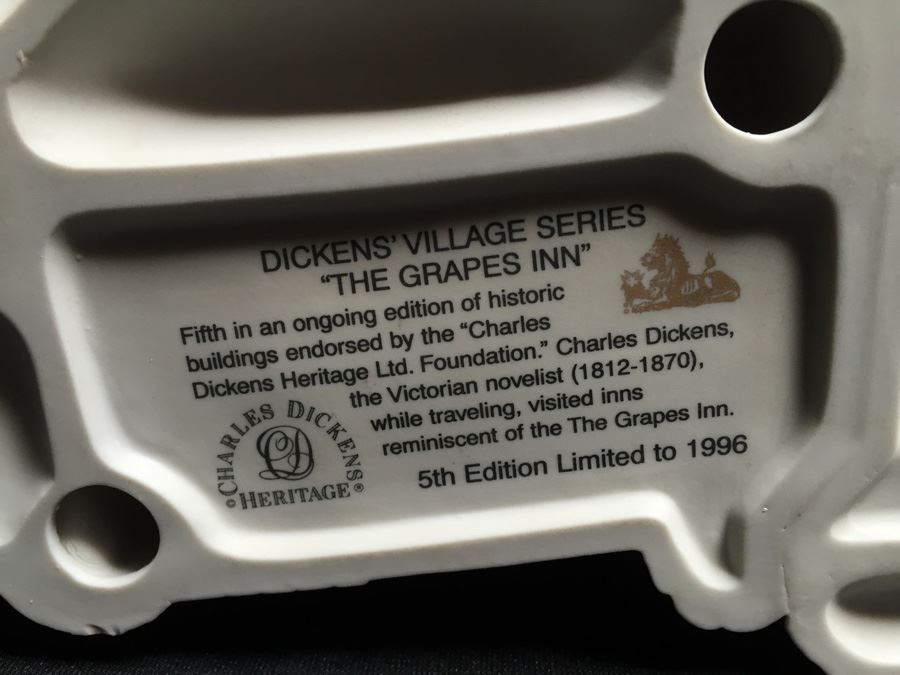 DICKENS' VILLAGE SERIES
“THE GRAPES INN”
Fifth in an ongoing edition of historic
buildings endorsed by the “Charles
Dickens Heritage Ltd. Foundation.” Charles Dickens,
the Victorian novelist (1812-1870),
while traveling, visited inns
reminiscent of the The Grapes Inn.
5th Edition Limited to 1996
CHARLES DICKENS
CD
©HERITAGE®